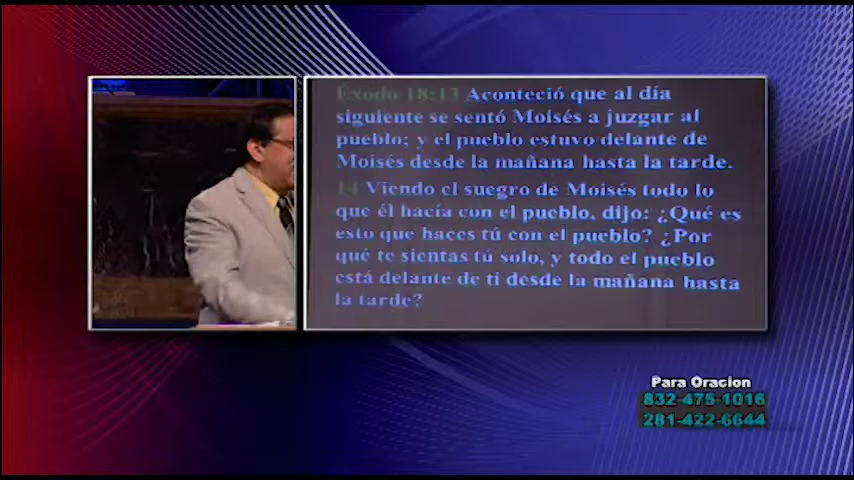 Éxodo 18:13 Aconteció que al día
siguiente se sentó Moisés a juzgar al
pueblo; y el pueblo estuvo delante de
Moisés desde la mañana hasta la tarde.
14 Viendo el suegro de Moisés todo lo
que él hacía con el pueblo, dijo: ¿Qué es
esto que haces tú con el pueblo? ¿Por
qué te sientas tú solo, y todo el pueblo
está delante de ti desde la mañana hasta
la tarde?
Para Oracion
832-475-1016
281-422-6644